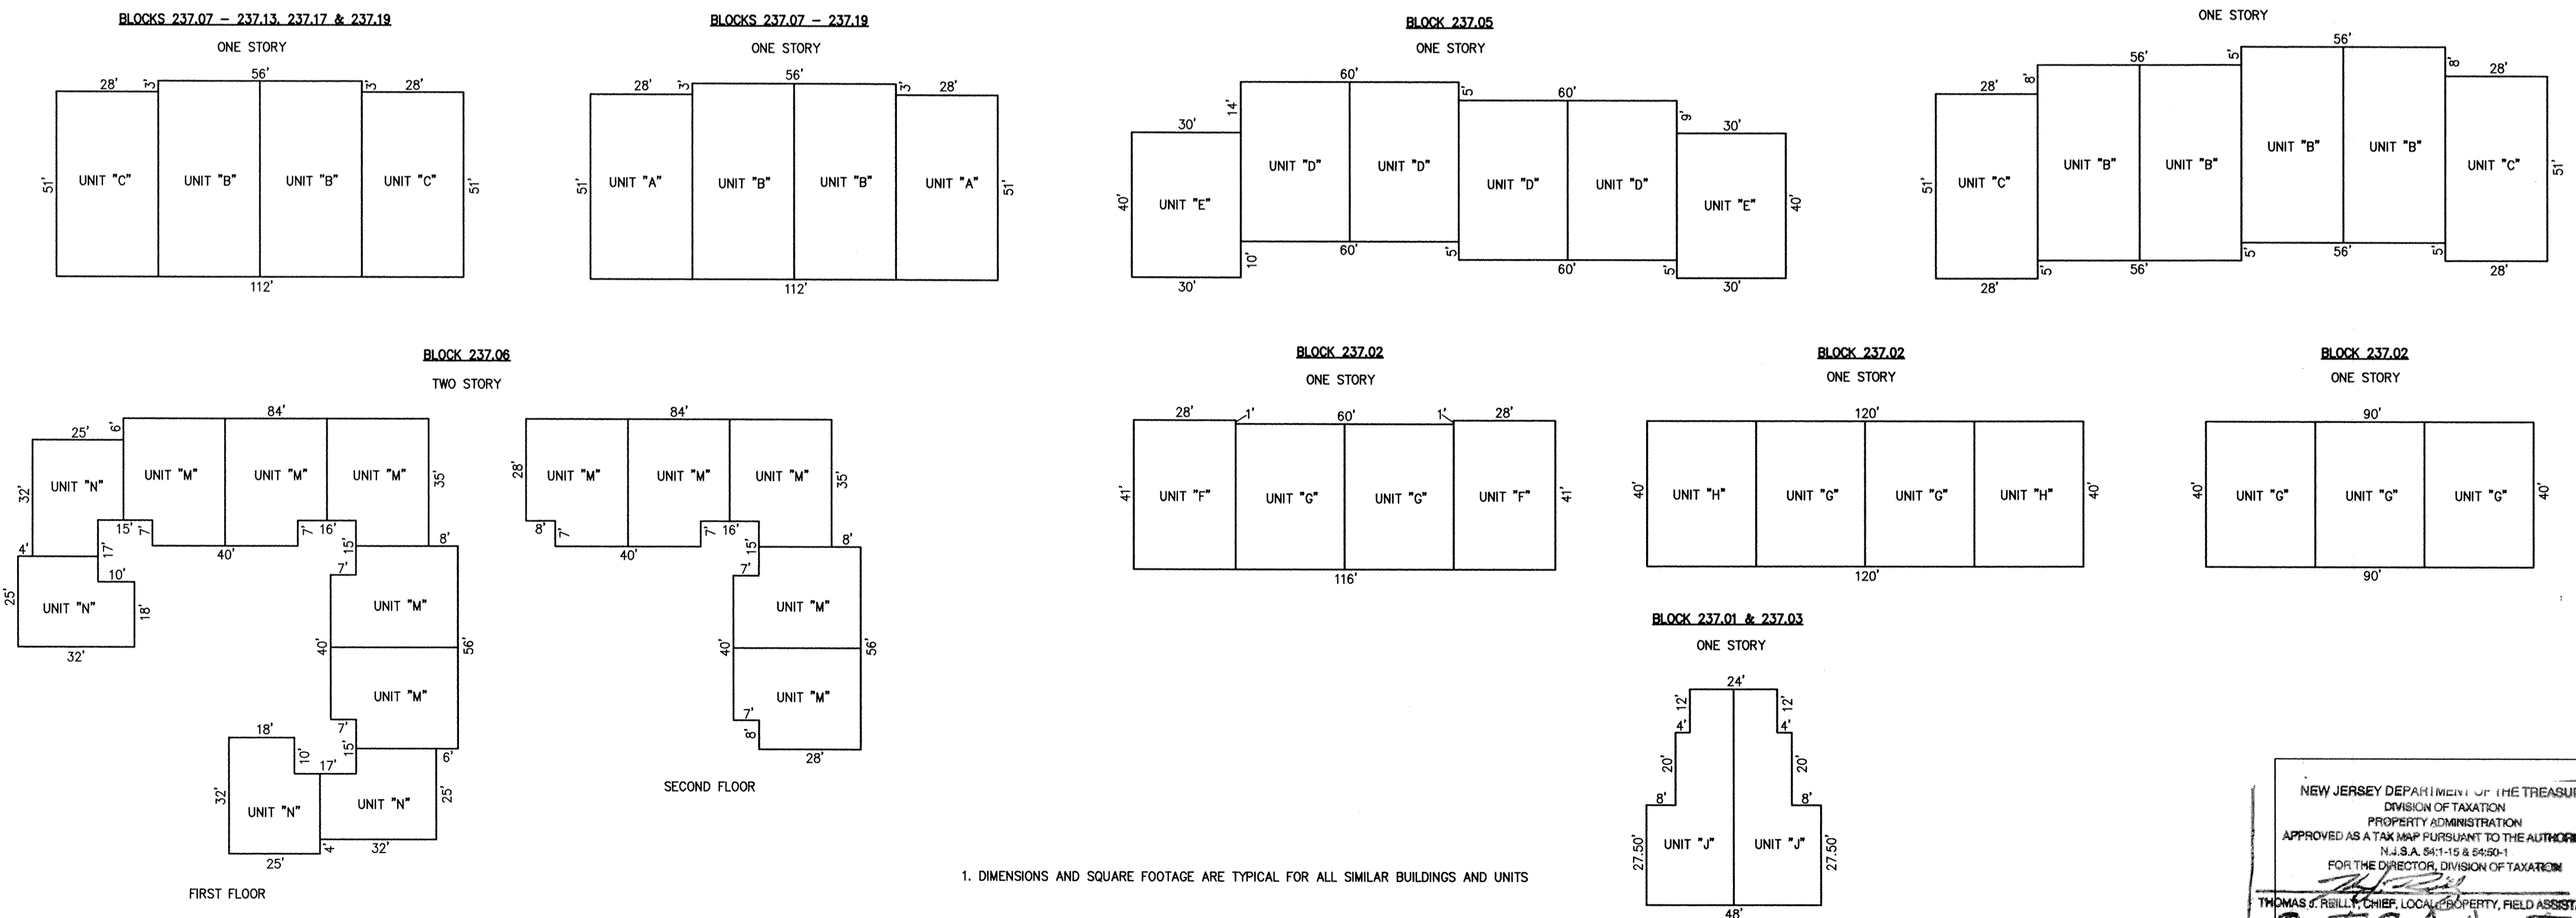 BLOCKS 237.07 - 237.13, 237.17 & 237.19
ONE STORY
28'
3'
56'
3'
28'
51'
UNIT "C"
UNIT "B"
UNIT "B"
UNIT "C"
51'
112'
BLOCKS 237.07 - 237.19
ONE STORY
28'
3'
56'
3'
28'
51'
UNIT "A"
UNIT "B"
UNIT "B"
UNIT "A"
51'
112'
BLOCK 237.05
ONE STORY
60'
14'
5'
60'
9'
30'
30'
40'
UNIT "E"
UNIT "D"
UNIT "D"
UNIT "D"
UNIT "D"
UNIT "E"
40'
10'
60'
5'
60'
5'
30'
30'
ONE STORY
56'
5'
56'
8'
8'
28'
28'
51'
UNIT "C"
UNIT "B"
UNIT "B"
UNIT "B"
UNIT "B"
UNIT "C"
51'
5'
56'
5'
56'
5'
28'
28'
BLOCK 237.06
TWO STORY
84'
25'
6'
32'
UNIT "N"
UNIT "M"
UNIT "M"
UNIT "M"
35'
15'
7'
7'
16'
4'
17'
40'
15'
8'
10'
7'
25'
UNIT "N"
18'
UNIT "M"
32'
40'
56'
UNIT "M"
7'
18'
10'
15'
17'
6'
32'
UNIT "N"
UNIT "N"
25'
4'
32'
25'
FIRST FLOOR
84'
28'
UNIT "M"
UNIT "M"
UNIT "M"
35'
8'
7'
7'
16'
40'
15'
8'
7'
UNIT "M"
40'
56'
UNIT "M"
7'
8'
28'
SECOND FLOOR
BLOCK 237.02
ONE STORY
28'
1'
60'
1'
28'
41'
UNIT "F"
UNIT "G"
UNIT "G"
UNIT "F"
41'
116'
BLOCK 237.02
ONE STORY
120'
40'
UNIT "H"
UNIT "G"
UNIT "G"
UNIT "H"
40'
120'
BLOCK 237.02
ONE STORY
90'
40'
UNIT "G"
UNIT "G"
UNIT "G"
40'
90'
BLOCK 237.01 & 237.03
ONE STORY
24'
12'
12'
4'
4'
20'
20'
8'
8'
27.50'
UNIT "J"
UNIT "J"
27.50'
48'
1. DIMENSIONS AND SQUARE FOOTAGE ARE TYPICAL FOR ALL SIMILAR BUILDINGS AND UNITS
NEW JERSEY DEPARTMENT OF THE TREASU
DIVISION OF TAXATION
PROPERTY ADMINISTRATION
APPROVED AS A TAX MAP PURSUANT TO THE AUTHORI
N.J.S.A. 54:1-15 & 54:50-1
FOR THE DIRECTOR, DIVISION OF TAXATION
THOMAS J. REILLY, CHIEF, LOCAL PROPERTY, FIELD ASSIST